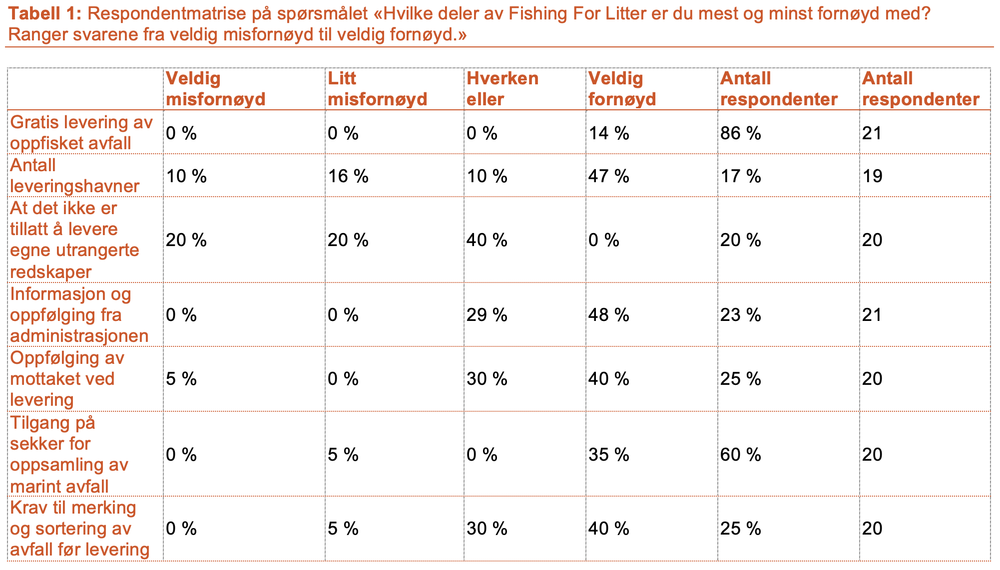 Tabell 1: Respondentmatrise på spørsmålet «Hvilke deler av Fishing For Litter er du mest og minst fornøyd med?
Ranger svarene fra veldig misfornøyd til veldig fornøyd.»
Veldig misfornøyd Litt misfornøyd Hverken eller Veldig fornøyd Antall respondenter Antall respondenter
Gratis levering av oppfisket avfall 0 % 0 % 0 % 14 % 86 % 21
Antall leveringshavner 10 % 16 % 10 % 47 % 17 % 19
At det ikke er tillatt å levere egne utrangerte redskaper 20 % 20 % 40 % 0 % 20 % 20
Informasjon og oppfølging fra administrasjonen 0 % 0 % 29 % 48 % 23 % 21
Oppfølging av mottaket ved levering 5 % 0 % 30 % 40 % 25 % 20
Tilgang på sekker for oppsamling av marint avfall 0 % 5 % 0 % 35 % 60 % 20
Krav til merking og sortering av avfall før levering 0 % 5 % 30 % 40 % 25 % 20